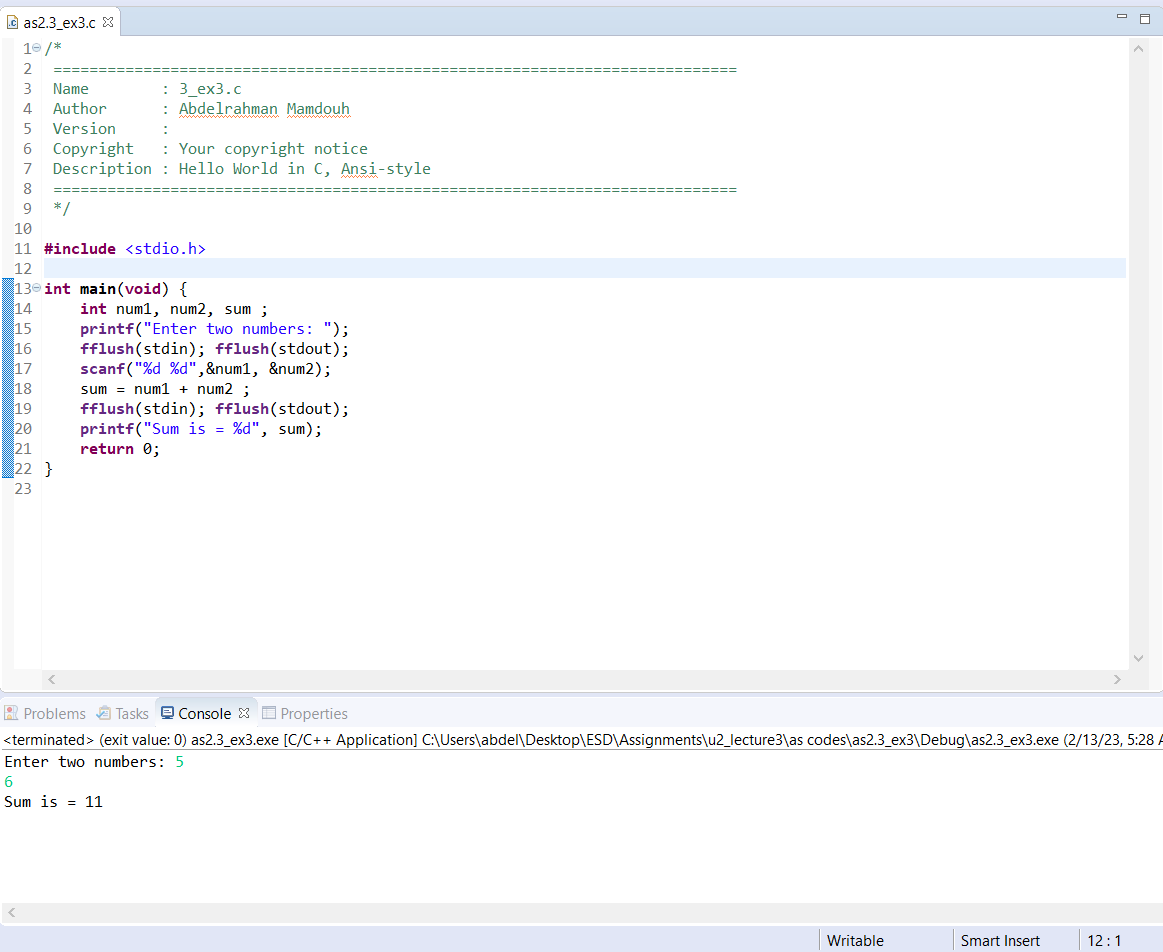 as2.3_ex3.c
1 /*
2 ============================================================================
3 Name        : 3_ex3.c
4 Author      : Abdelrahman Mamdouh
5 Version     :
6 Copyright   : Your copyright notice
7 Description : Hello World in C, Ansi-style
8 ============================================================================
9 */
10
11 #include <stdio.h>
12
13 int main(void) {
14     int num1, num2, sum ;
15     printf("Enter two numbers: ");
16     fflush(stdin); fflush(stdout);
17     scanf("%d %d",&num1, &num2);
18     sum = num1 + num2 ;
19     fflush(stdin); fflush(stdout);
20     printf("Sum is = %d", sum);
21     return 0;
22 }
23
Problems Tasks Console Properties
<terminated> (exit value: 0) as2.3_ex3.exe [C/C++ Application] C:\Users\abdel\Desktop\ESD\Assignments\u2_lecture3\as codes\as2.3_ex3\Debug\as2.3_ex3.exe (2/13/23, 5:28 A
Enter two numbers: 5
6
Sum is = 11
Writable Smart Insert 12 : 1